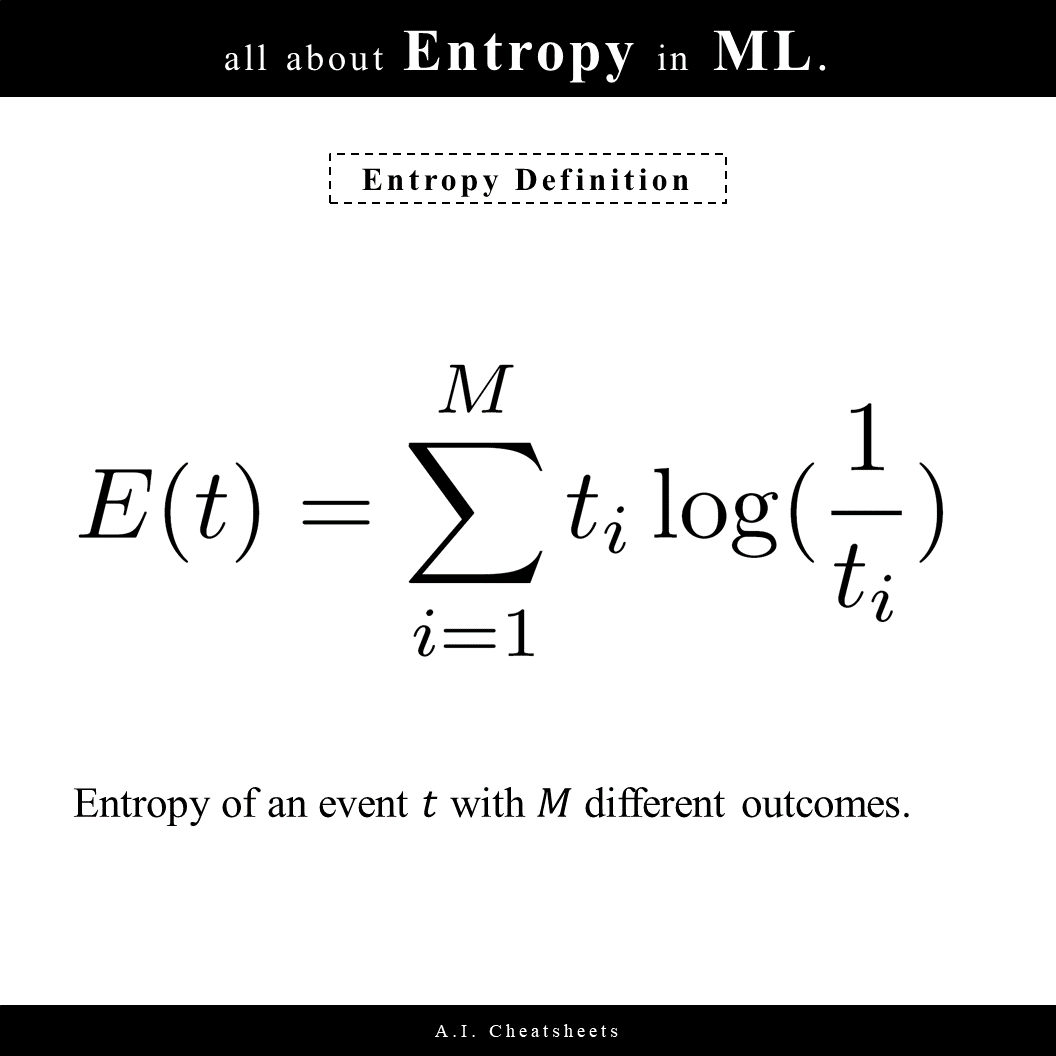 all about Entropy in ML.
Entropy Definition
E(t) = \sum_{i=1}^{M} t_i \log(\frac{1}{t_i})
Entropy of an event t with M different outcomes.
A.I. Cheatsheets